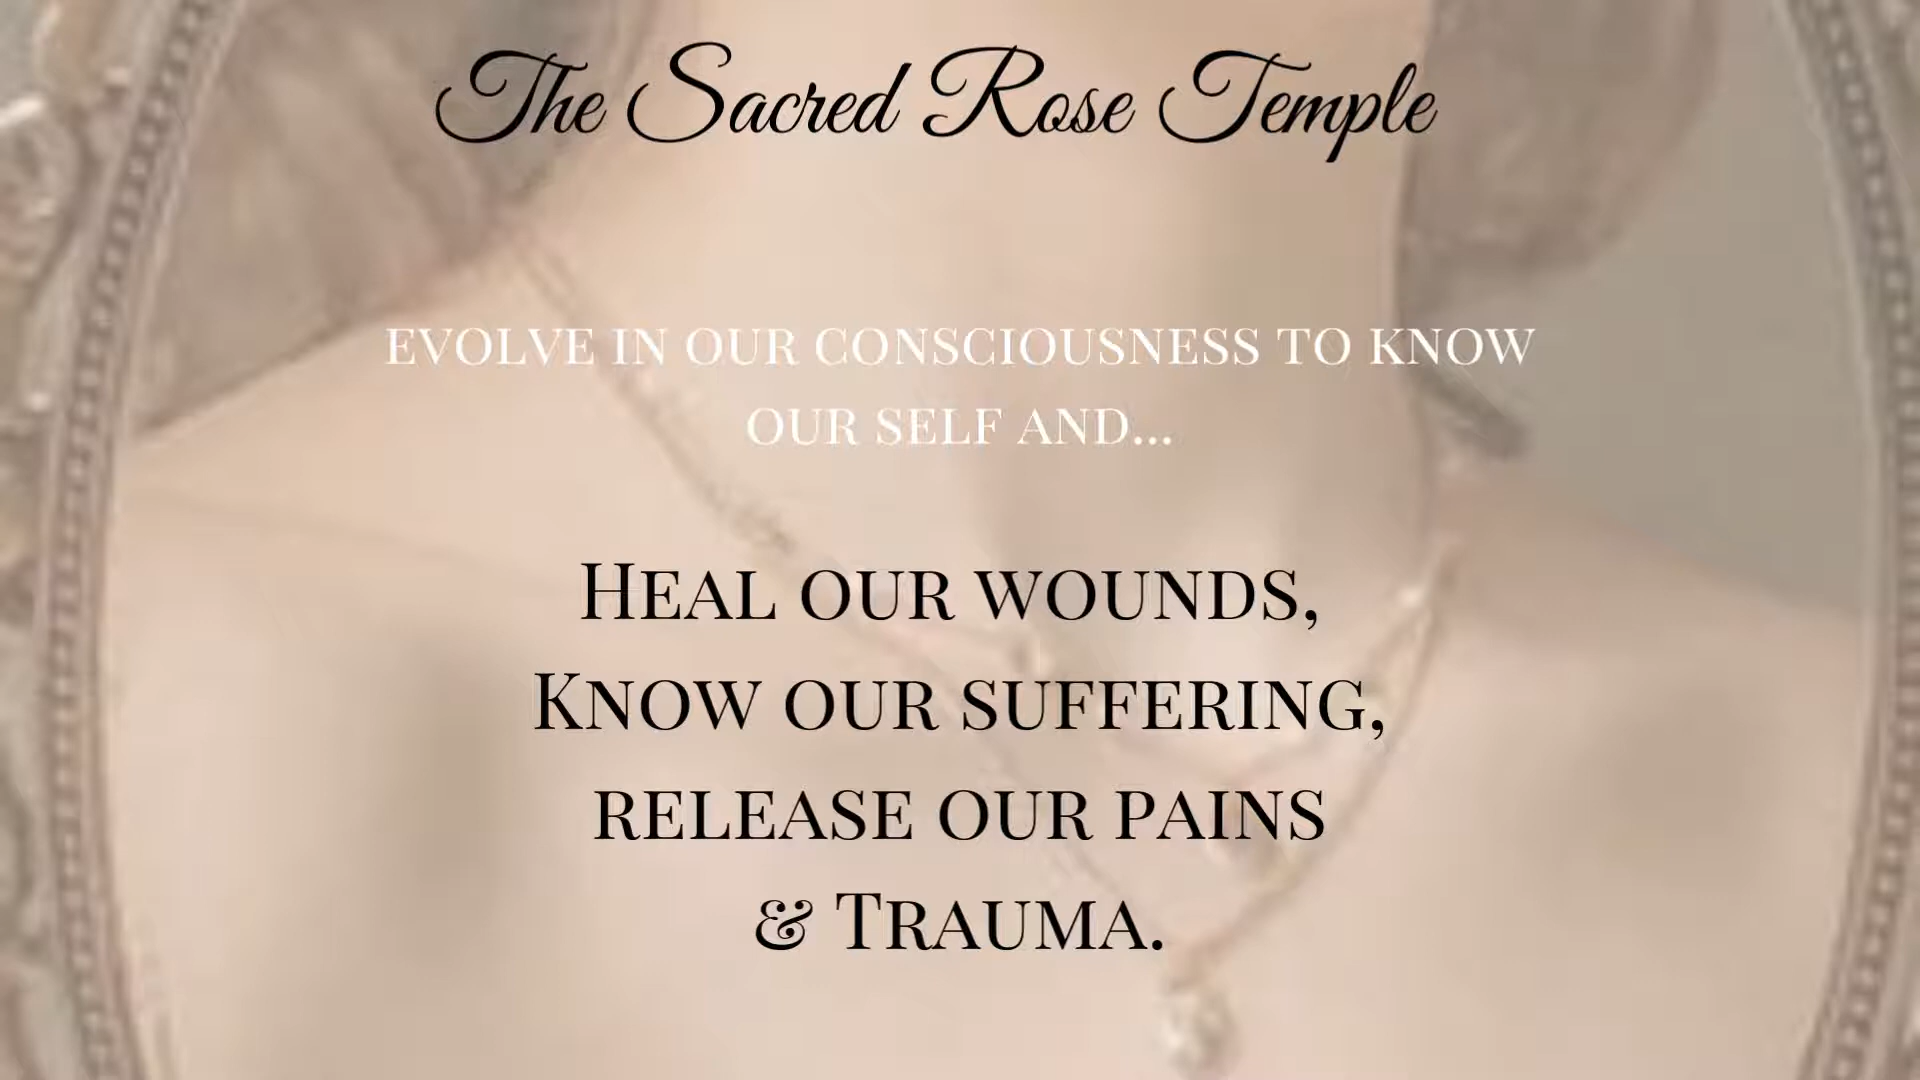 The Sacred Rose Temple
EVOLVE IN OUR CONSCIOUSNESS TO KNOW
OUR SELF AND...
HEAL OUR WOUNDS,
KNOW OUR SUFFERING,
RELEASE OUR PAINS
& TRAUMA.